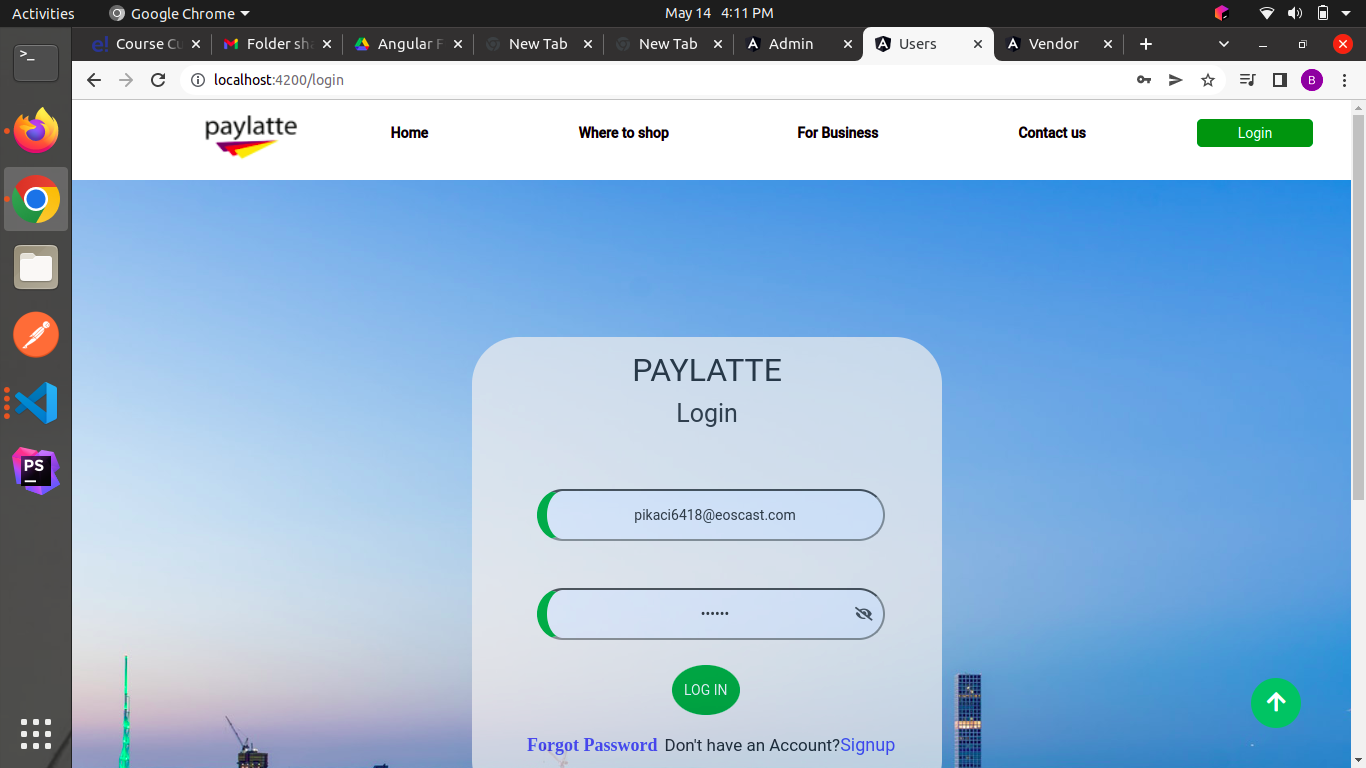 Activities
Google Chrome
May 14 4:11 PM
>_
e!
Course Cu
Folder sha
Angular F
New Tab
New Tab
Admin
Users
Vendor
localhost:4200/login
B
paylatte
Home
Where to shop
For Business
Contact us
Login
PS
PAYLATTE
Login
pikaci6418@eoscast.com
••••••
LOG IN
Forgot Password Don't have an Account?Signup